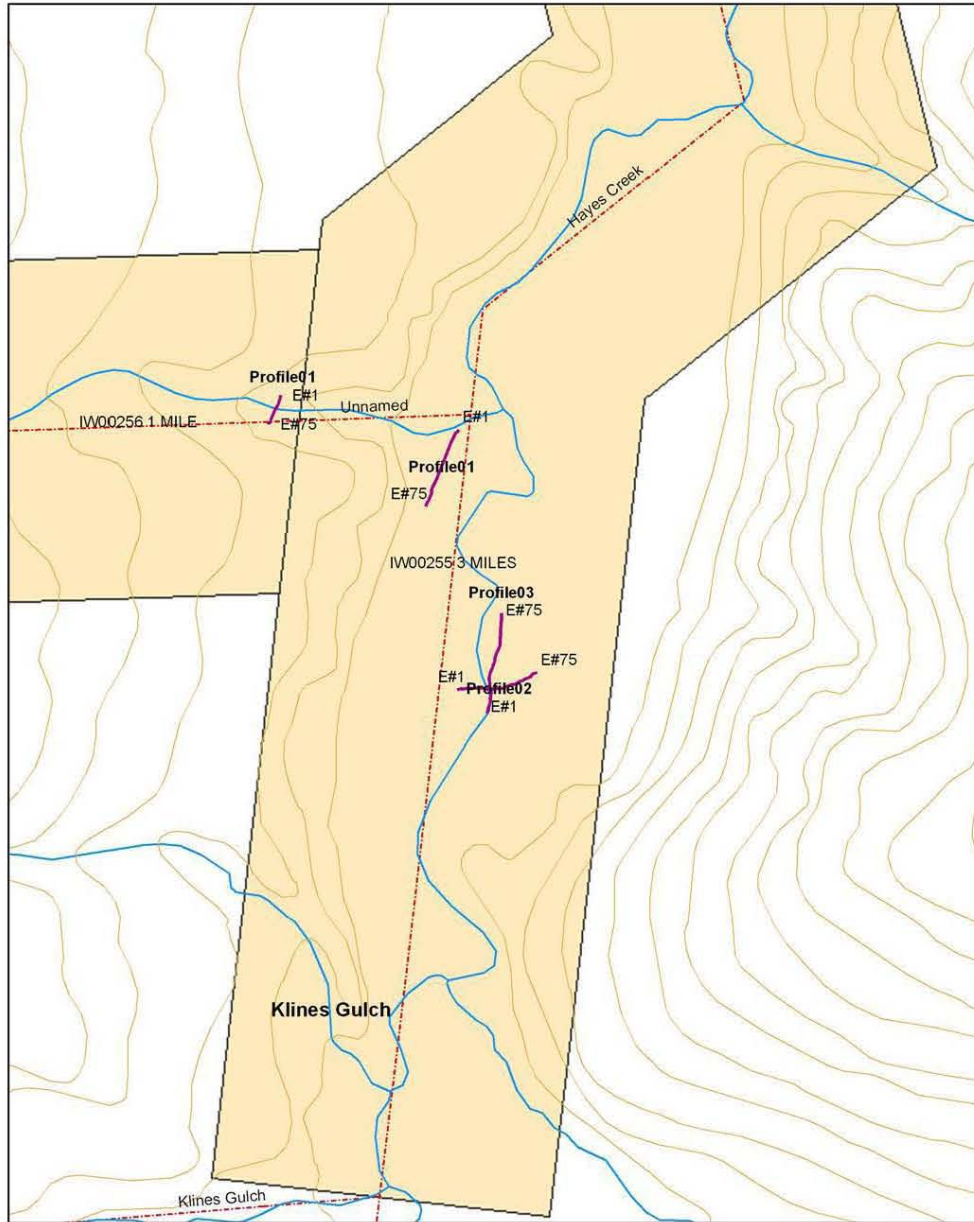 Hayes Creek
Profile01
E#1
Unnamed
E#1
IW00256 1 MILE
E#75
Profile01
E#75
IW00255 3 MILES
Profile03
E#75
E#75
E#1
Profile02
E#1
Klines Gulch
Klines Gulch